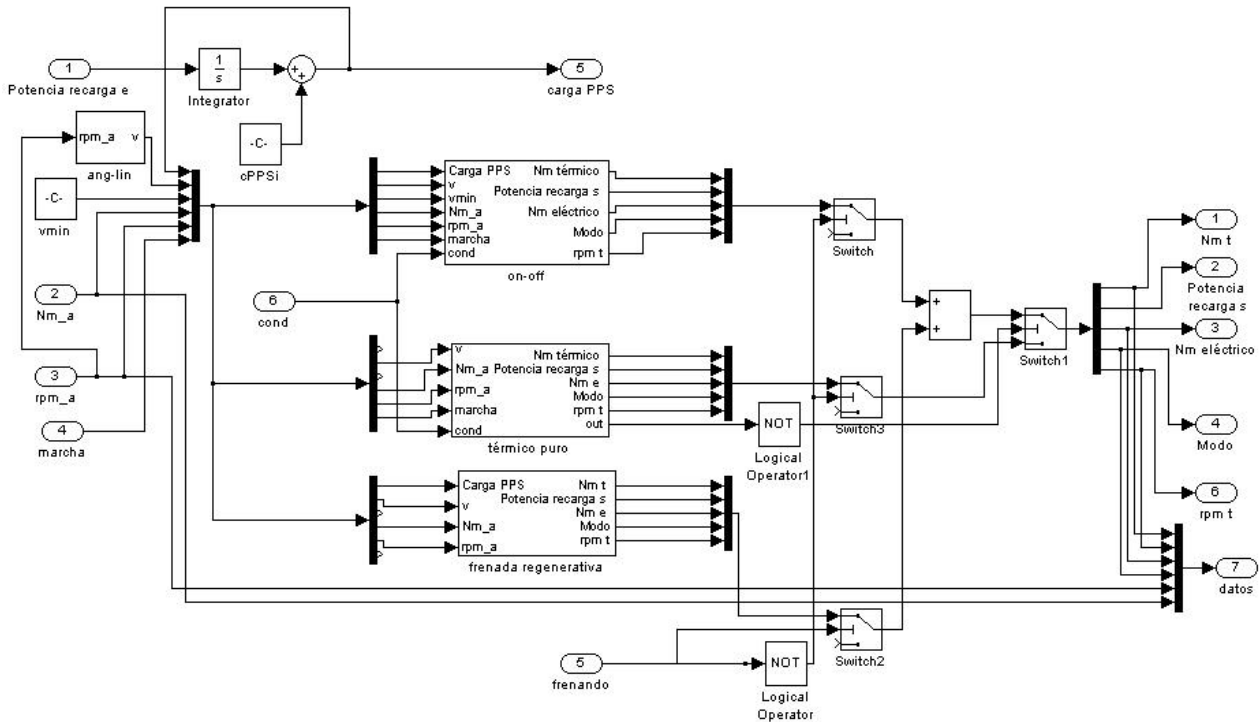 1
Potencia recarga e
1
s
Integrator
+
+
5
carga PPS
-C-
cPPSi
rpm_a v
ang-lin
-C-
vmin
2
Nm_a
3
rpm_a
4
marcha
6
cond
Carga PPS
v
vmin
Nm_a
rpm_a
marcha
cond
Nm térmico
Potencia recarga s
Nm eléctrico
Modo
rpm t
on-off
v
Nm_a
rpm_a
marcha
cond
Nm térmico
Potencia recarga s
Nm e
Modo
rpm t
out
térmico puro
Carga PPS
v
Nm_a
rpm_a
Nm t
Potencia recarga s
Nm e
Modo
rpm t
frenada regenerativa
Switch
+
+
Switch1
Switch3
NOT
Logical
Operator1
Switch2
5
frenando
NOT
Logical
Operator
1
Nm t
2
Potencia
recarga s
3
Nm eléctrico
4
Modo
6
rpm t
7
datos